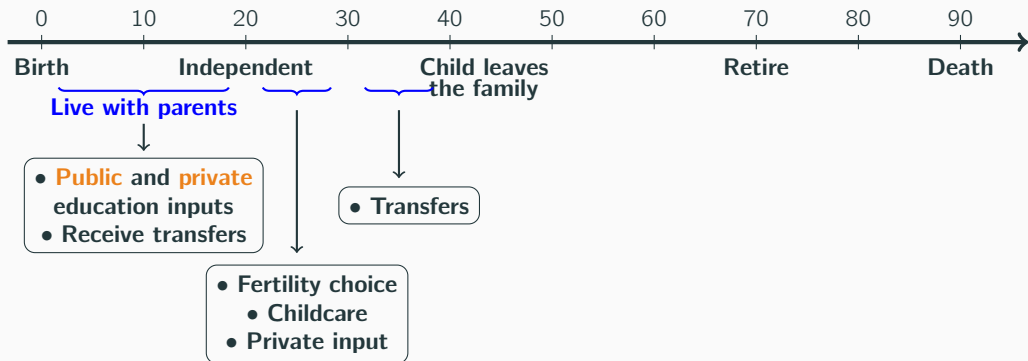 0 10 20 30 40 50 60 70 80 90
Birth Independent Child leaves Retire Death
the family
Live with parents
• Public and private
education inputs
• Receive transfers
• Transfers
• Fertility choice
• Childcare
• Private input